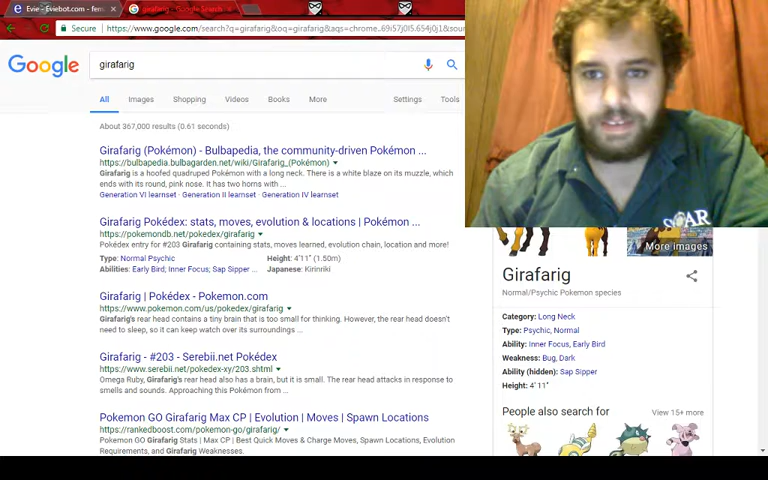 Evie - Eviebot.com - fem
girafarig - Google Search
Secure
https://www.google.com/search?q=girafarig&oq=girafarig&aqs=chrome..69i57j0l5.654j0j1&sou
Google
girafarig
All Images Shopping Videos Books More Settings Tools
About 367,000 results (0.61 seconds)
Girafarig (Pokémon) - Bulbapedia, the community-driven Pokémon ...
https://bulbapedia.bulbagarden.net/wiki/Girafarig_(Pokémon)
Girafarig is a hoofed quadruped Pokémon with a long neck. There is a white blaze on its muzzle, which
ends with its round, pink nose. It has two horns with ...
Generation VI learnset · Generation II learnset · Generation IV learnset
Girafarig Pokédex: stats, moves, evolution & locations | Pokémon ...
https://pokemondb.net/pokedex/girafarig
Pokédex entry for #203 Girafarig containing stats, moves learned, evolution chain, location and more!
Type: Normal Psychic Height: 4'11" (1.50m)
Abilities: Early Bird; Inner Focus; Sap Sipper ... Japanese: Kirinriki
Girafarig | Pokédex - Pokemon.com
https://www.pokemon.com/us/pokedex/girafarig
Girafarig's rear head contains a tiny brain that is too small for thinking. However, the rear head doesn't
need to sleep, so it can keep watch over its surroundings ...
Girafarig - #203 - Serebii.net Pokédex
https://www.serebii.net/pokedex-xy/203.shtml
Omega Ruby, Girafarig's rear head also has a brain, but it is small. The rear head attacks in response to
smells and sounds. Approaching this Pokémon from ...
Pokemon GO Girafarig Max CP | Evolution | Moves | Spawn Locations
https://rankedboost.com/pokemon-go/girafarig/
Pokemon GO Girafarig Stats | Max CP | Best Quick Moves & Charge Moves, Spawn Locations, Evolution
Requirements, and Girafarig Weaknesses.
More images
Girafarig
Normal/Psychic Pokemon species
Category: Long Neck
Type: Psychic, Normal
Ability: Inner Focus, Early Bird
Weakness: Bug, Dark
Ability (hidden): Sap Sipper
Height: 4' 11"
People also search for
View 15+ more